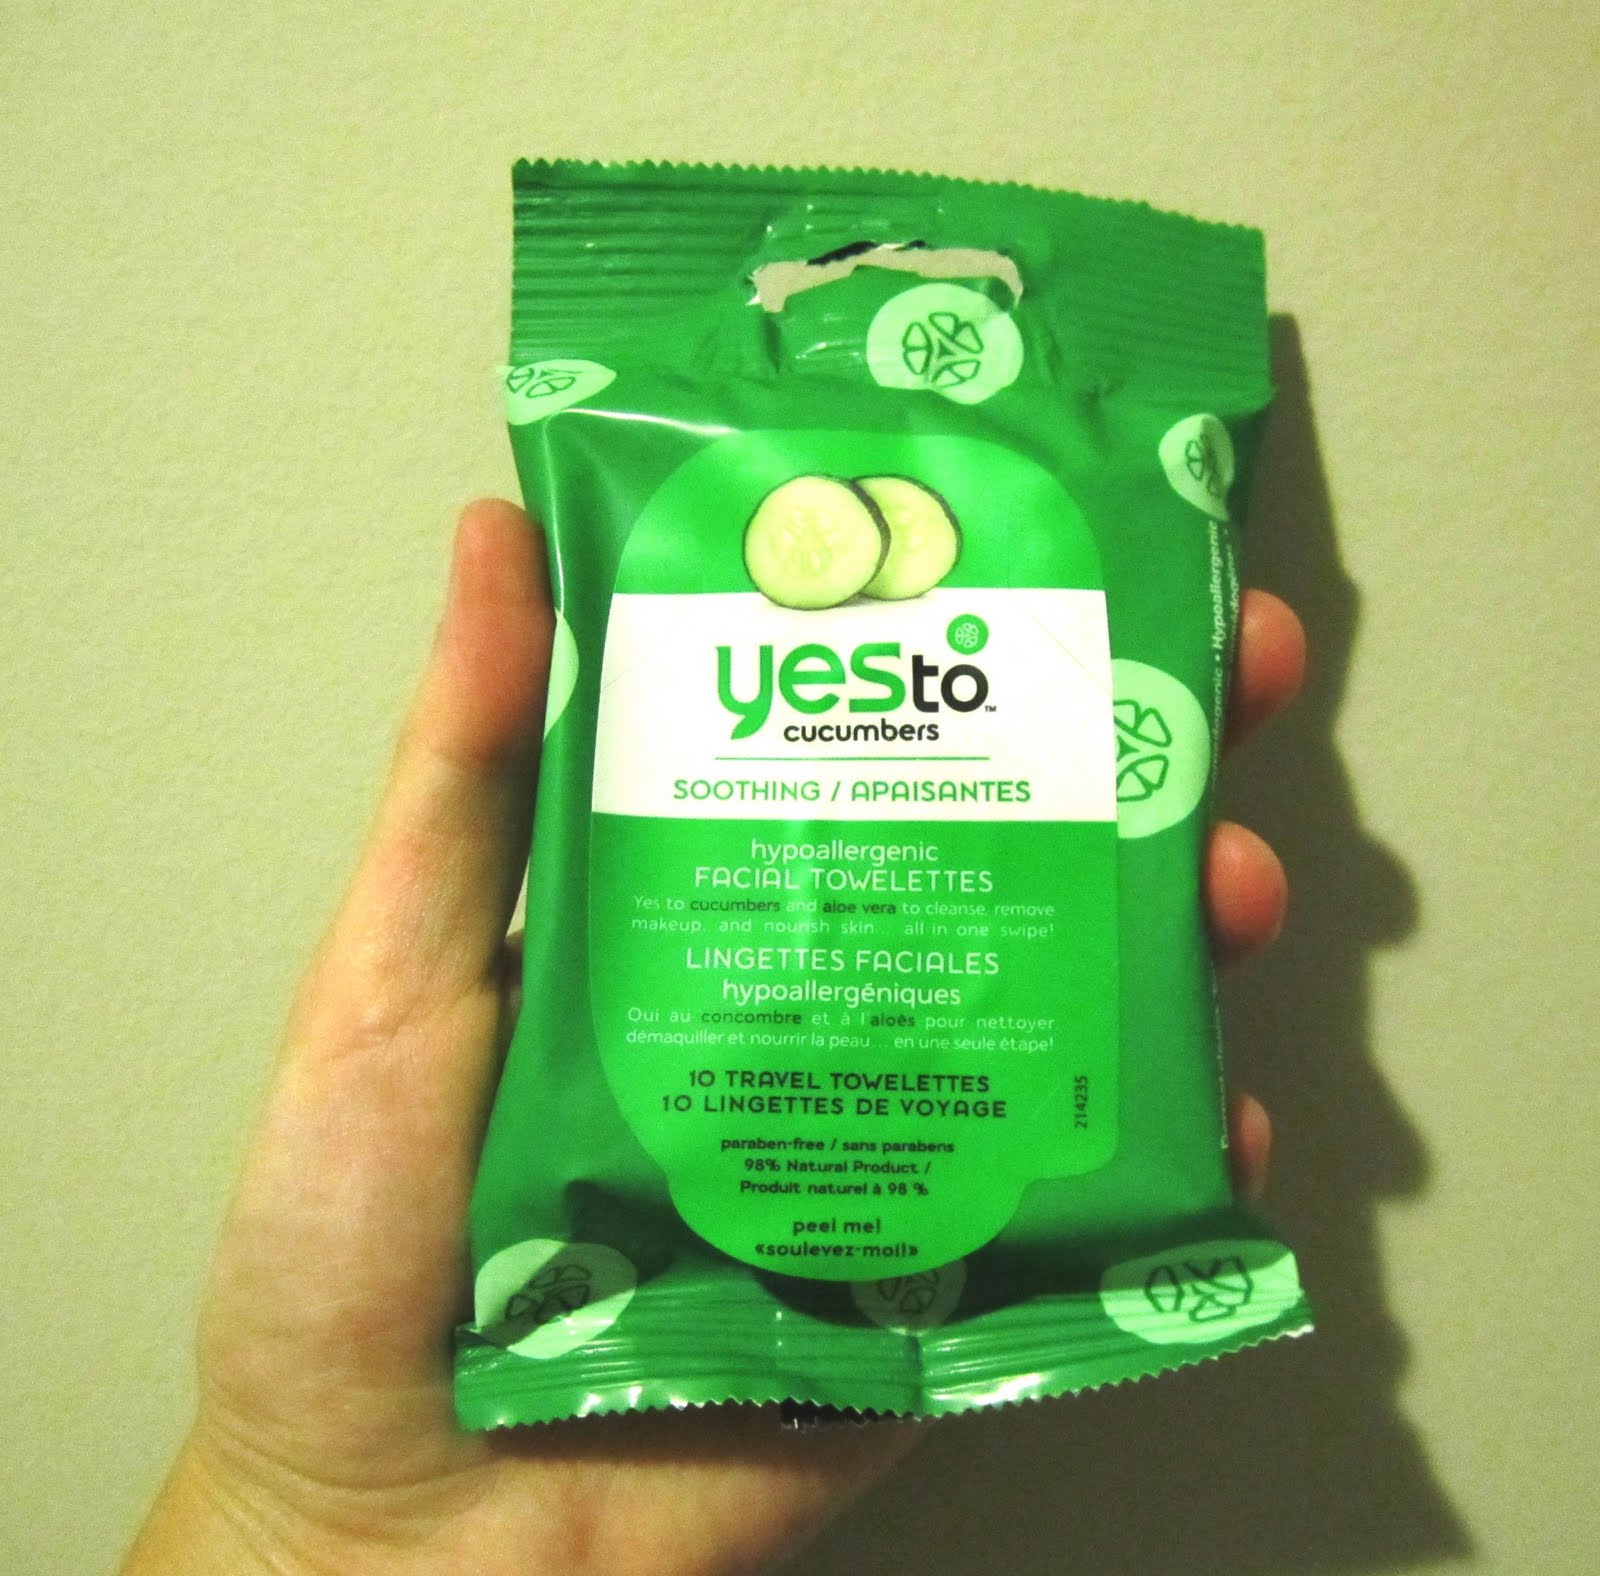 yes to™
cucumbers
SOOTHING / APAISANTES
hypoallergenic
FACIAL TOWELETTES
Yes to cucumbers and aloe vera to cleanse, remove
makeup.. and nourish skin... all in one swipe!
LINGETTES FACIALES
hypoallergéniques
Oui au concombre et à l'aloès pour nettoyer
démaquiller et nourrir la peau... en une seule étape!
10 TRAVEL TOWELETTES
10 LINGETTES DE VOYAGE
214235
paraben-free / sans parabens
98% Natural Product /
Produit naturel à 98 %
peel me!
«soulevez-moi!»
• Hypoallergenic